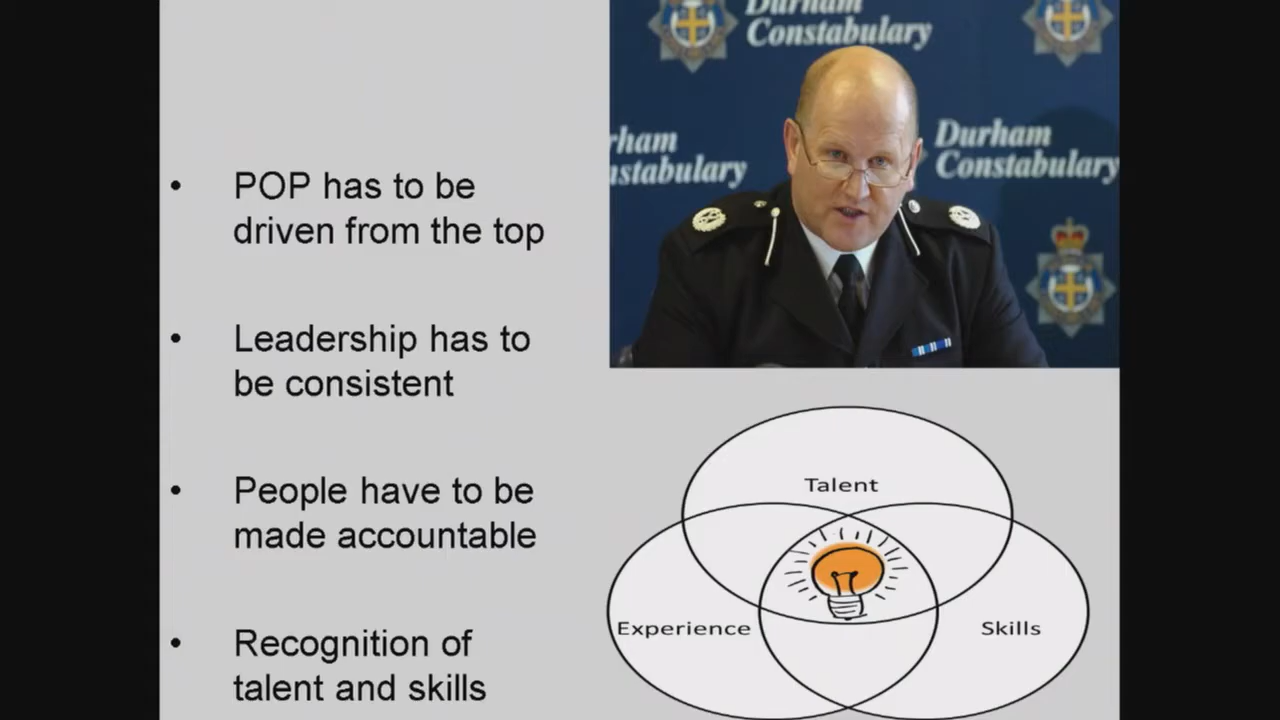 POP has to be
driven from the top
Leadership has to
be consistent
People have to be
made accountable
Recognition of
talent and skills
Durham
Constabulary
rham
nstabulary
Durham
Constabulary
Talent
Experience
Skills